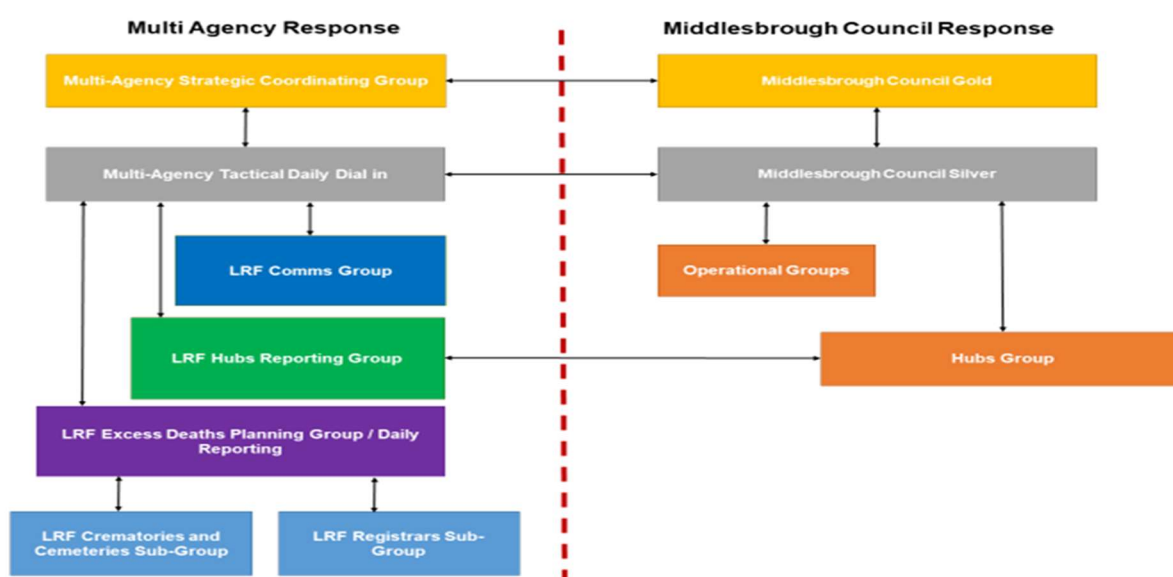 Multi Agency Response
Middlesbrough Council Response
Multi-Agency Strategic Coordinating Group
Middlesbrough Council Gold
Multi-Agency Tactical Daily Dial in
Middlesbrough Council Silver
LRF Comms Group
Operational Groups
LRF Hubs Reporting Group
Hubs Group
LRF Excess Deaths Planning Group / Daily
Reporting
LRF Crematories and
Cemeteries Sub-Group
LRF Registrars Sub-
Group